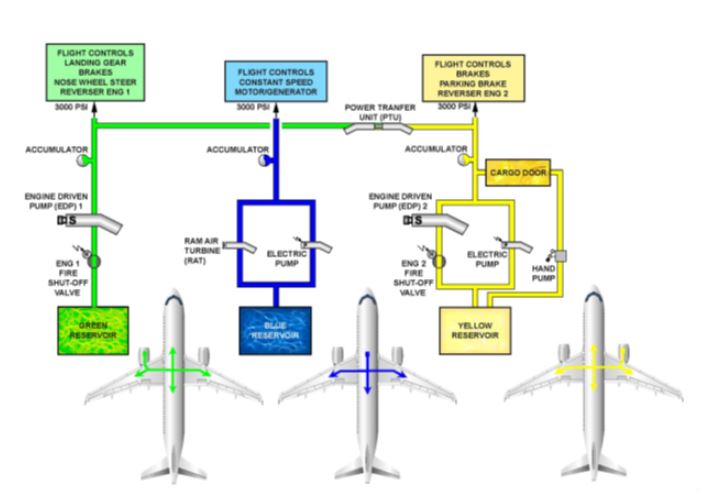 FLIGHT CONTROLS
LANDING GEAR
BRAKES
NOSE WHEEL STEER
REVERSER ENG 1
FLIGHT CONTROLS
CONSTANT SPEED
MOTOR/GENERATOR
FLIGHT CONTROLS
BRAKES
PARKING BRAKE
REVERSER ENG 2
3000 PSI
3000 PSI
POWER TRANFER
UNIT (PTU)
3000 PSI
ACCUMULATOR
ACCUMULATOR
ACCUMULATOR
CARGO DOOR
ENGINE DRIVEN
PUMP (EDP) 1
S
ENGINE DRIVEN
PUMP (EDP) 2
S
RAM AIR
TURBINE
(RAT)
ELECTRIC
PUMP
ELECTRIC
PUMP
ENG 1
FIRE
SHUT-OFF
VALVE
ENG 2
FIRE
SHUT-OFF
VALVE
HAND
PUMP
GREEN
RESERVOIR
BLUE
RESERVOIR
YELLOW
RESERVOIR